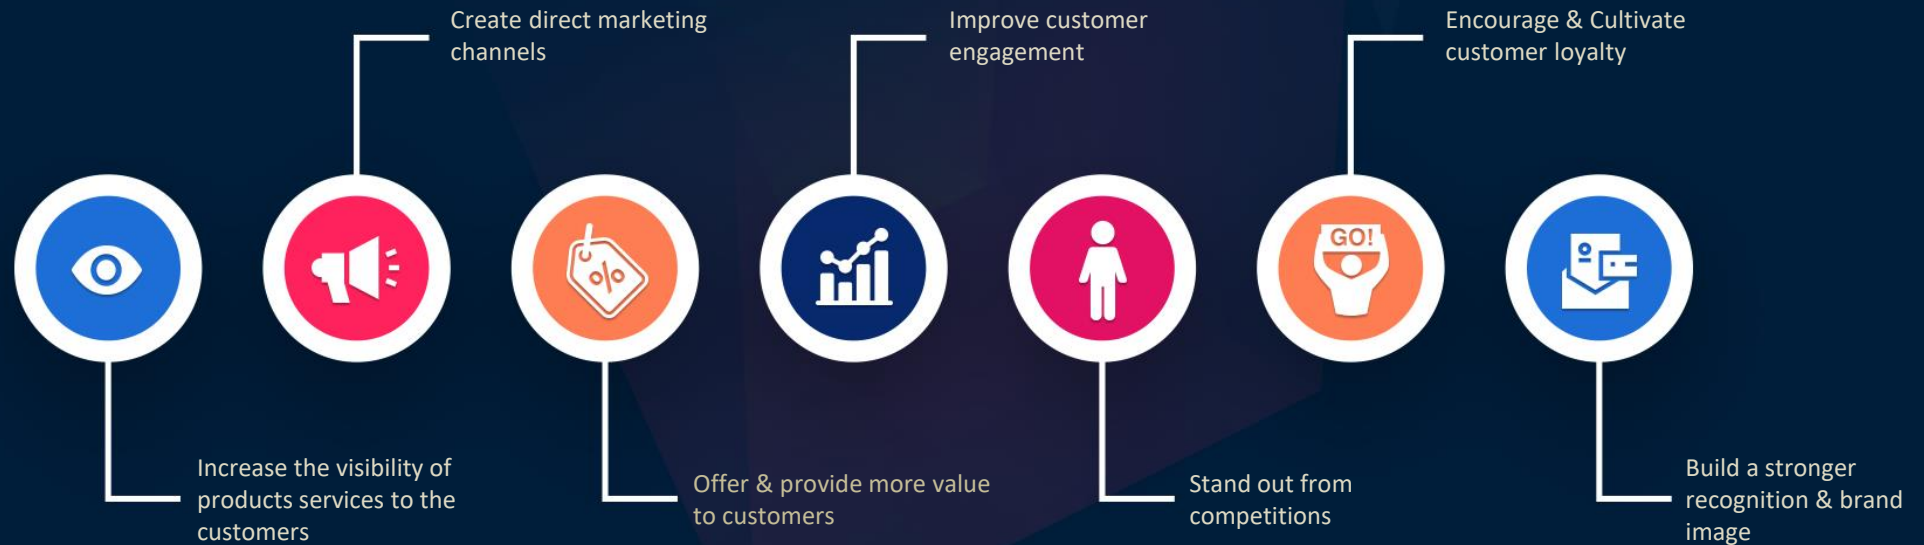 Create direct marketing
channels
Improve customer
engagement
Encourage & Cultivate
customer loyalty
%
GO!
Increase the visibility of
products services to the
customers
Offer & provide more value
to customers
Stand out from
competitions
Build a stronger
recognition & brand
image